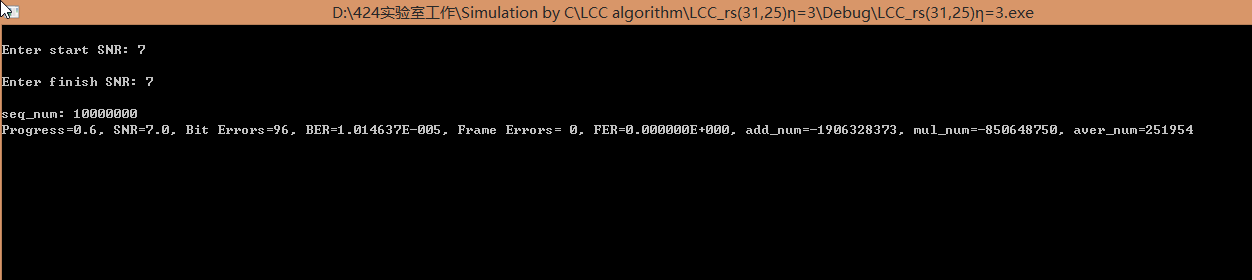 D:\424实验室工作\Simulation by C\LCC algorithm\LCC_rs(31,25)η=3\Debug\LCC_rs(31,25)η=3.exe
Enter start SNR: 7
Enter finish SNR: 7
seq_num: 10000000
Progress=0.6, SNR=7.0, Bit Errors=96, BER=1.014637E-005, Frame Errors= 0, FER=0.000000E+000, add_num=-1906328373, mul_num=-850648750, aver_num=251954